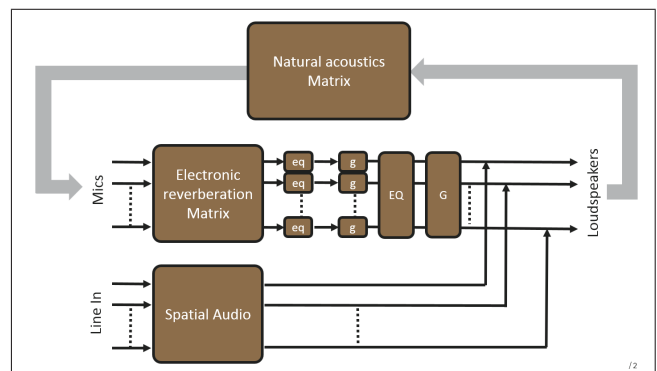 Natural acoustics
Matrix
Mics
Electronic
reverberation
Matrix
eq
g
eq
g
eq
g
EQ
G
Loudspeakers
Line In
Spatial Audio
/ 2